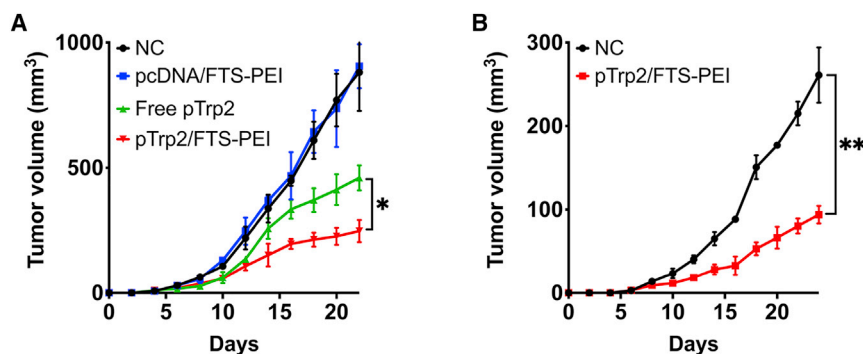 A
Tumor volume (mm³)
1000
500
0
NC
pcDNA/FTS-PEI
Free pTrp2
pTrp2/FTS-PEI
*
0 5 10 15 20
Days
B
Tumor volume (mm³)
300
200
100
0
NC
pTrp2/FTS-PEI
**
0 5 10 15 20
Days